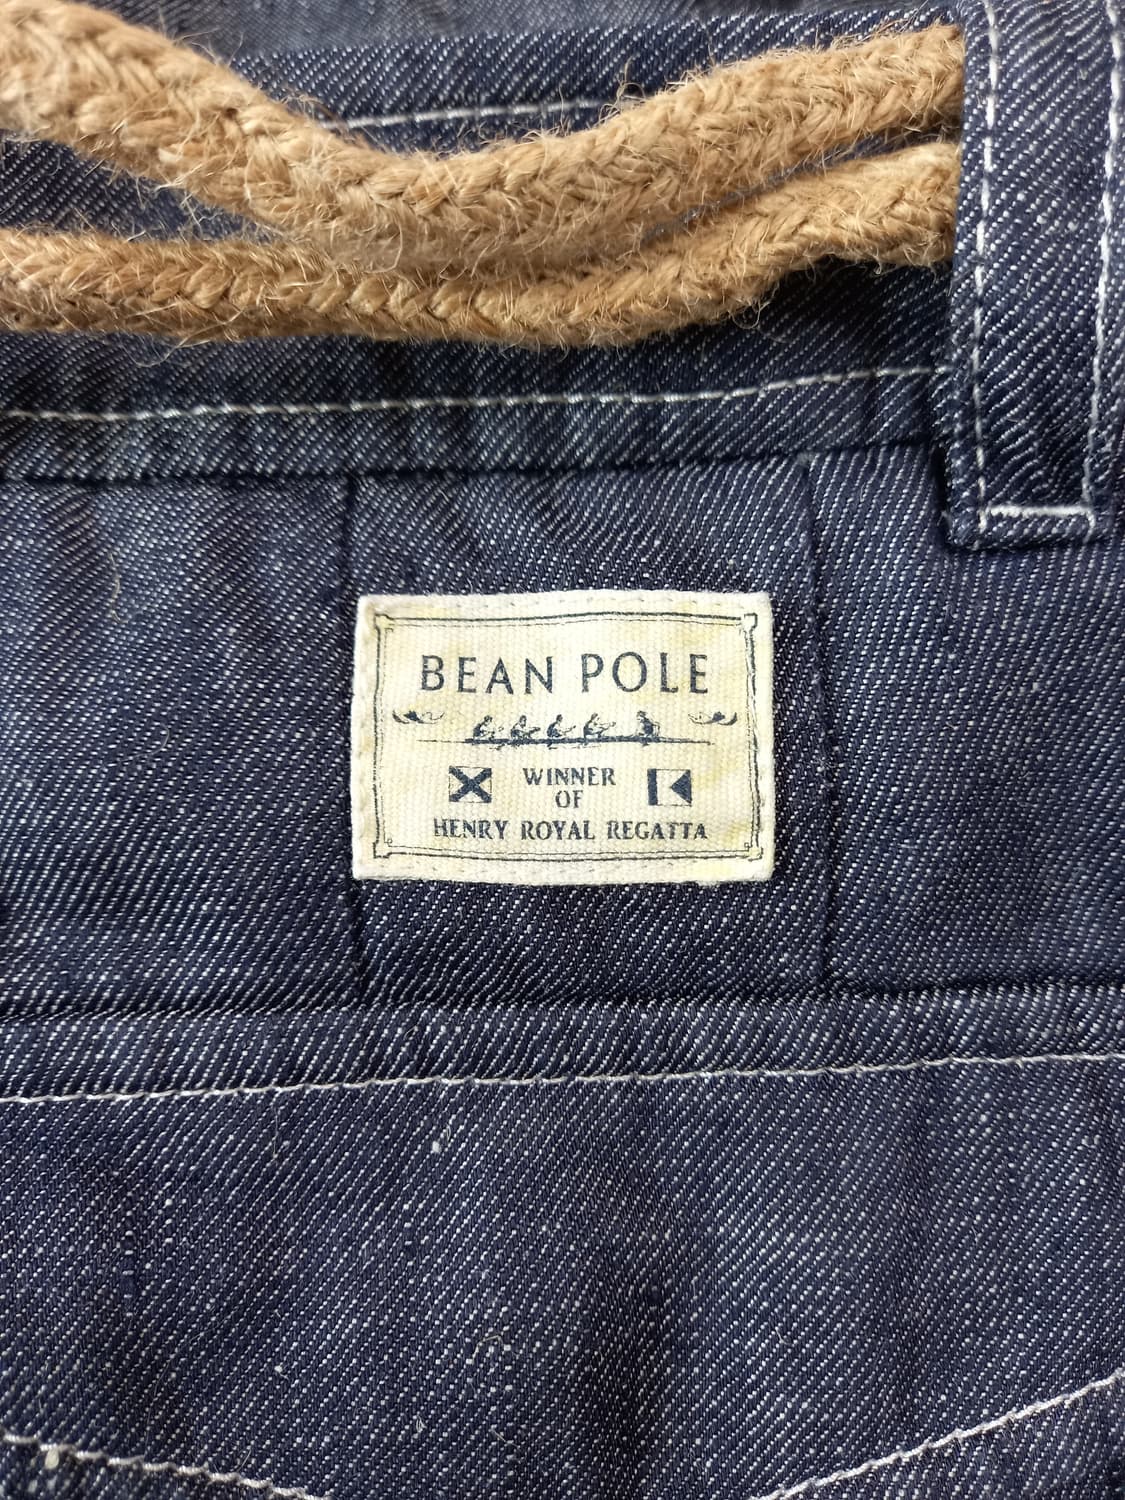 BEAN POLE
WINNER
OF
HENRY ROYAL REGATTA